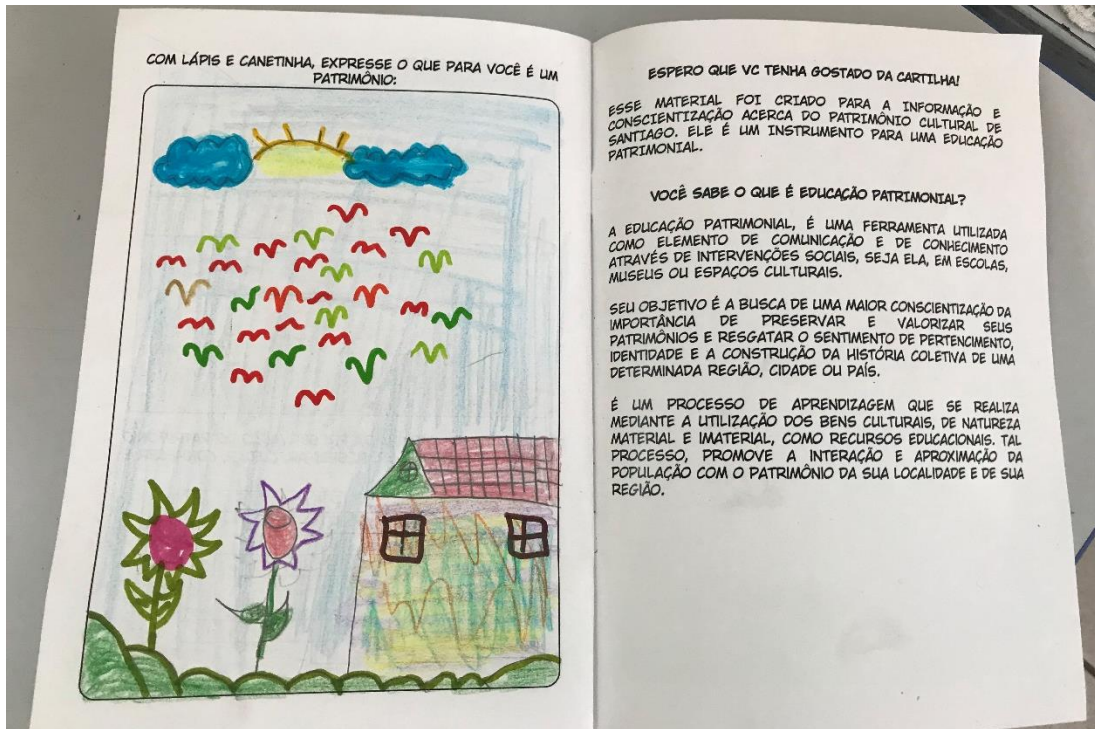 COM LÁPIS E CANETINHA, EXPRESSE O QUE PARA VOCÊ É UM
PATRIMÔNIO:
ESPERO QUE VC TENHA GOSTADO DA CARTILHA!
ESSE MATERIAL FOI CRIADO PARA A INFORMAÇÃO E
CONSCIENTIZAÇÃO ACERCA DO PATRIMÔNIO CULTURAL DE
SANTIAGO. ELE É UM INSTRUMENTO PARA UMA EDUCAÇÃO
PATRIMONIAL.
VOCÊ SABE O QUE É EDUCAÇÃO PATRIMONIAL?
A EDUCAÇÃO PATRIMONIAL, É UMA FERRAMENTA UTILIZADA
COMO ELEMENTO DE COMUNICAÇÃO E DE CONHECIMENTO
ATRAVÉS DE INTERVENÇÕES SOCIAIS, SEJA ELA, EM ESCOLAS,
MUSEUS OU ESPAÇOS CULTURAIS.
SEU OBJETIVO É A BUSCA DE UMA MAIOR CONSCIENTIZAÇÃO DA
IMPORTÂNCIA DE PRESERVAR E VALORIZAR SEUS
PATRIMÔNIOS E RESGATAR O SENTIMENTO DE PERTENCIMENTO,
IDENTIDADE E A CONSTRUÇÃO DA HISTÓRIA COLETIVA DE UMA
DETERMINADA REGIÃO, CIDADE OU PAÍS.
É UM PROCESSO DE APRENDIZAGEM QUE SE REALIZA
MEDIANTE A UTILIZAÇÃO DOS BENS CULTURAIS, DE NATUREZA
MATERIAL E IMATERIAL, COMO RECURSOS EDUCACIONAIS. TAL
PROCESSO, PROMOVE A INTERAÇÃO E APROXIMAÇÃO DA
POPULAÇÃO COM O PATRIMÔNIO DA SUA LOCALIDADE E DE SUA
REGIÃO.